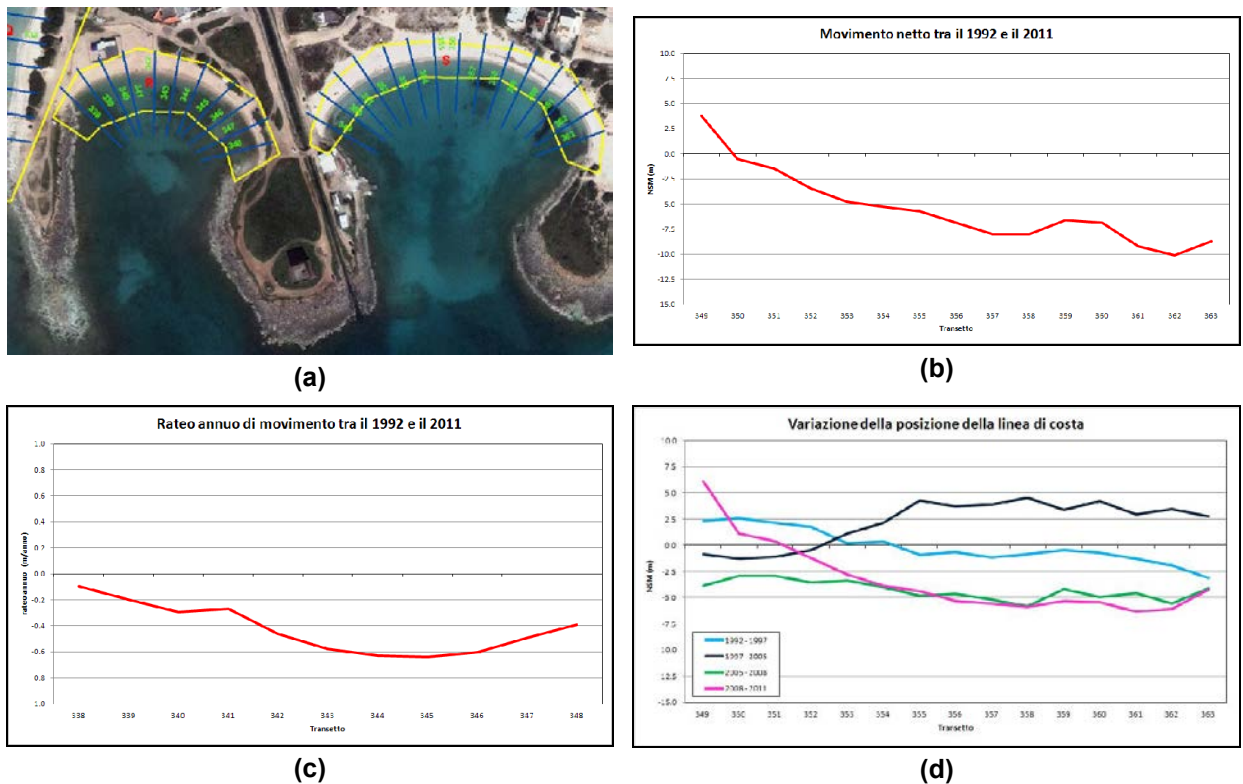 (a)
Movimento netto tra il 1992 e il 2011
10.0
7.5
5.0
2.5
0.0
-2.5
-5.0
-7.5
-10.0
-12.5
15.0
NSM (m)
349 350 351 352 353 354 355 356 357 358 359 360 361 362 363
Transetto
(b)
Rateo annuo di movimento tra il 1992 e il 2011
1.0
0.8
0.6
0.4
0.2
0.0
-0.2
-0.4
0.6
0.8
1.0
rateo annuo (m/anno)
338 339 340 341 342 343 344 345 346 347 348
Transetto
(c)
Variazione della posizione della linea di costa
10.0
7.5
5.0
2.5
0.0
-2.5
-5.0
-7.5
-10.0
-12.5
-15.0
NSM (m)
1992-1997
1997-2005
2005-2008
2008-2011
349 350 351 352 353 354 355 356 357 358 359 360 361 362 363
Transetto
(d)
S
343
344
345
346
347
348
S